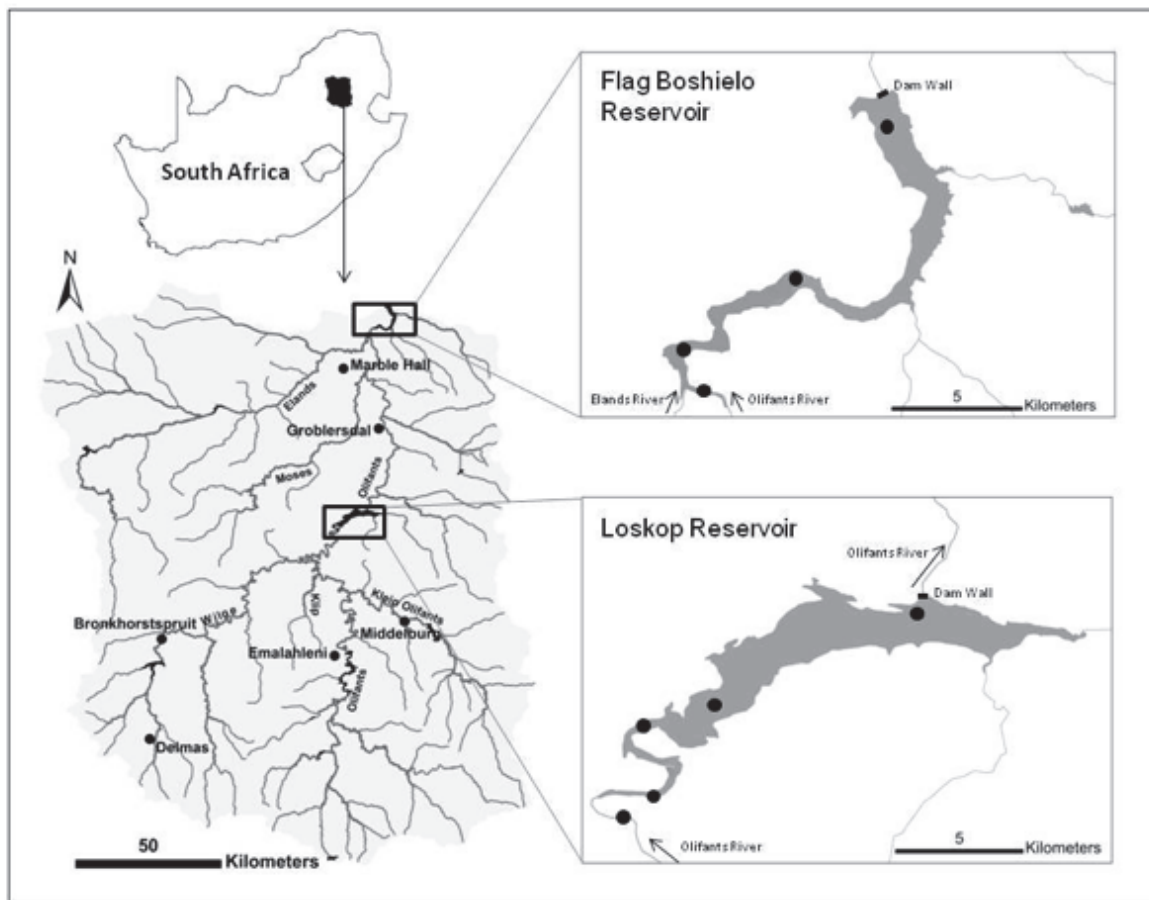 South Africa
N
Marble Hall
Elands
Groblersdal
Moses
Olifants
Bronkhorstspruit
Wilge
Klip
Klein Olifants
Middelburg
Emalahleni
Olifants
Delmas
50
Kilometers
Flag Boshielo
Reservoir
Dam Wall
Elands River
Olifants River
5
Kilometers
Loskop Reservoir
Olifants River
Dam Wall
Olifants River
5
Kilometers